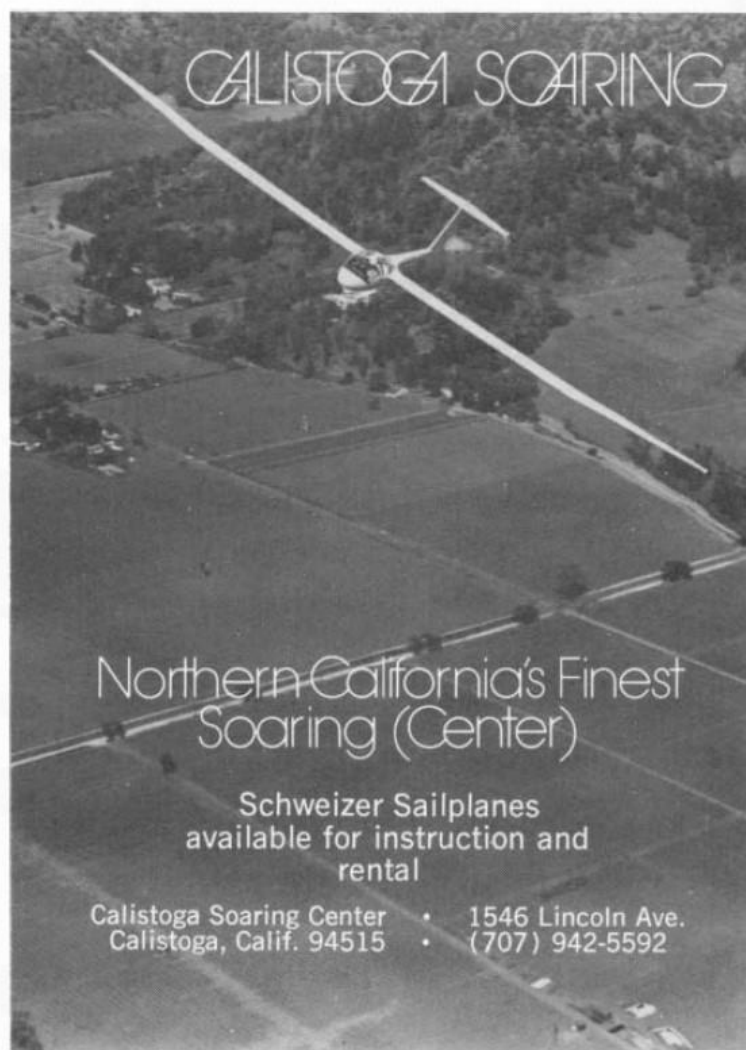 CALISTOGA SOARING
Northern California's Finest
Soaring (Center)
Schweizer Sailplanes
available for instruction and
rental
Calistoga Soaring Center • 1546 Lincoln Ave.
Calistoga, Calif. 94515 • (707) 942-5592